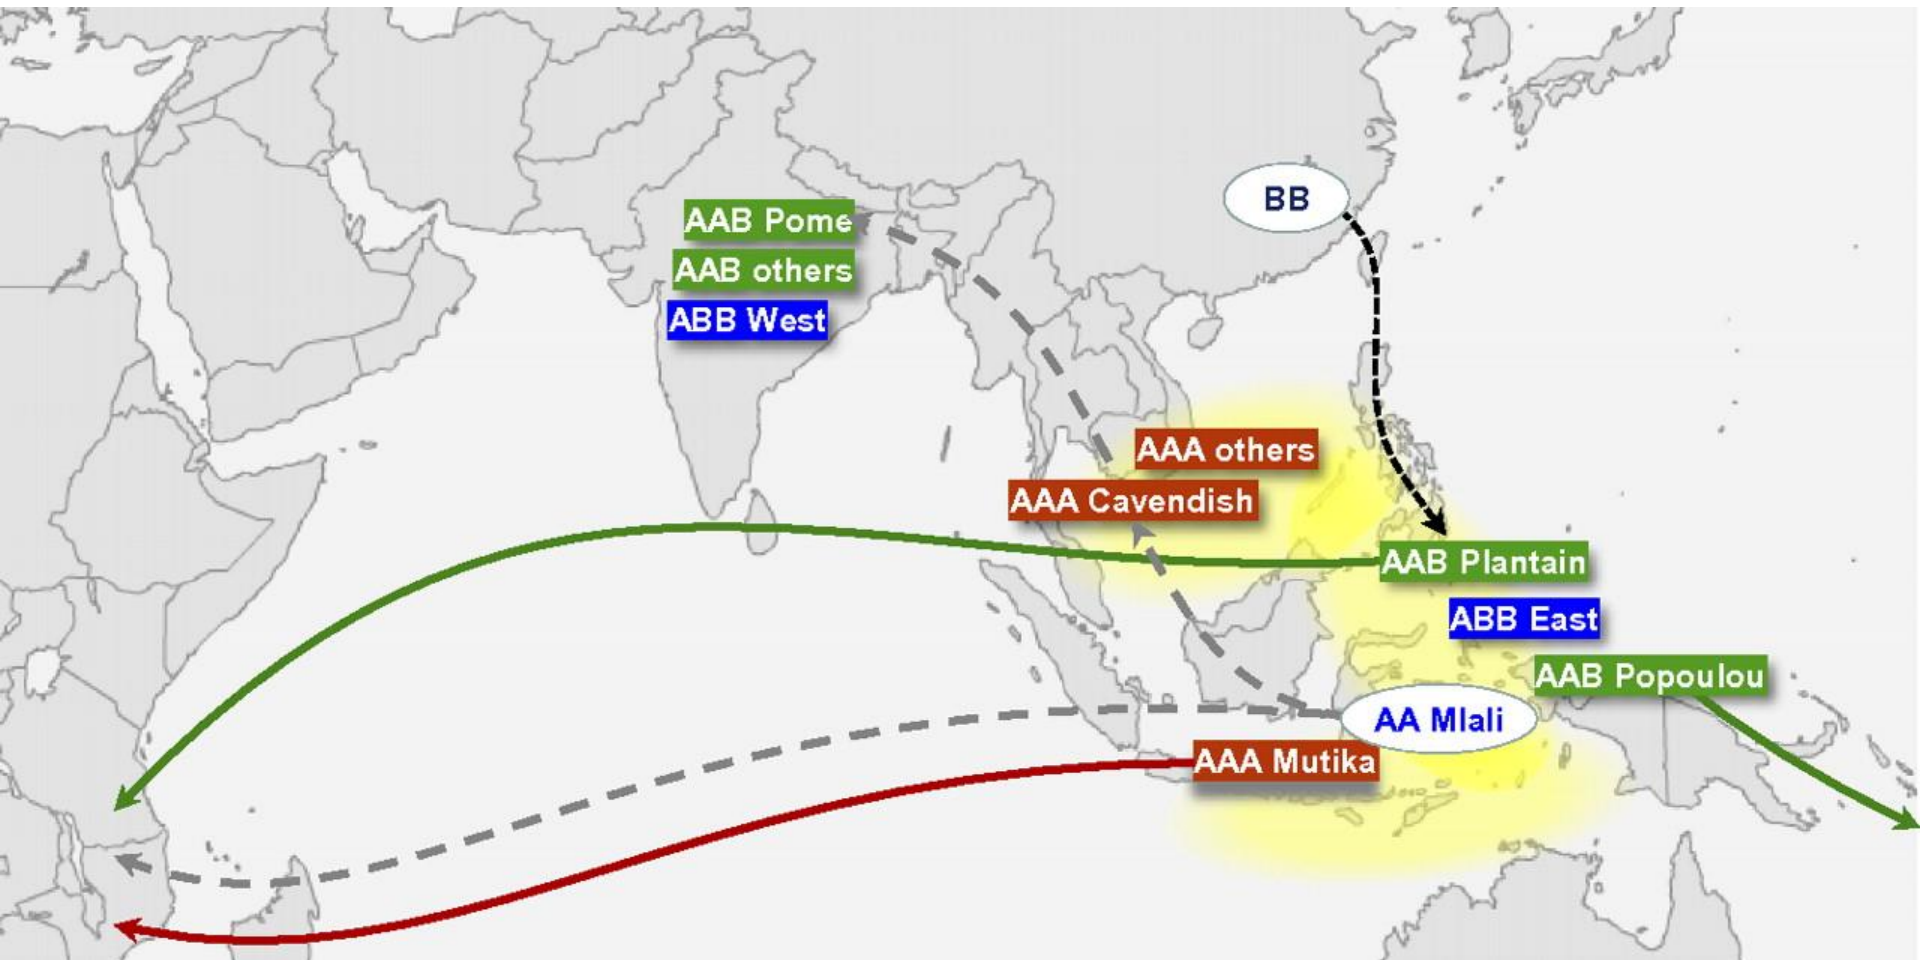 BB
AAB Pome
AAB others
ABB West
AAA others
AAA Cavendish
AAB Plantain
ABB East
AAB Popoulou
AA Mlali
AAA Mutika